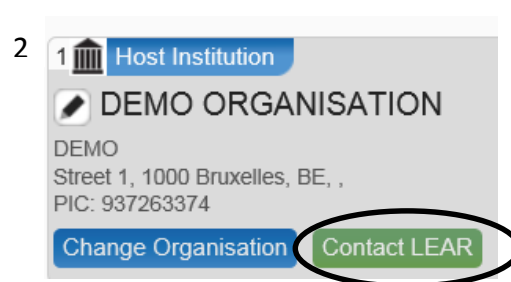 2
1 Host Institution
DEMO ORGANISATION
DEMO
Street 1, 1000 Bruxelles, BE, ,
PIC: 937263374
Change Organisation Contact LEAR